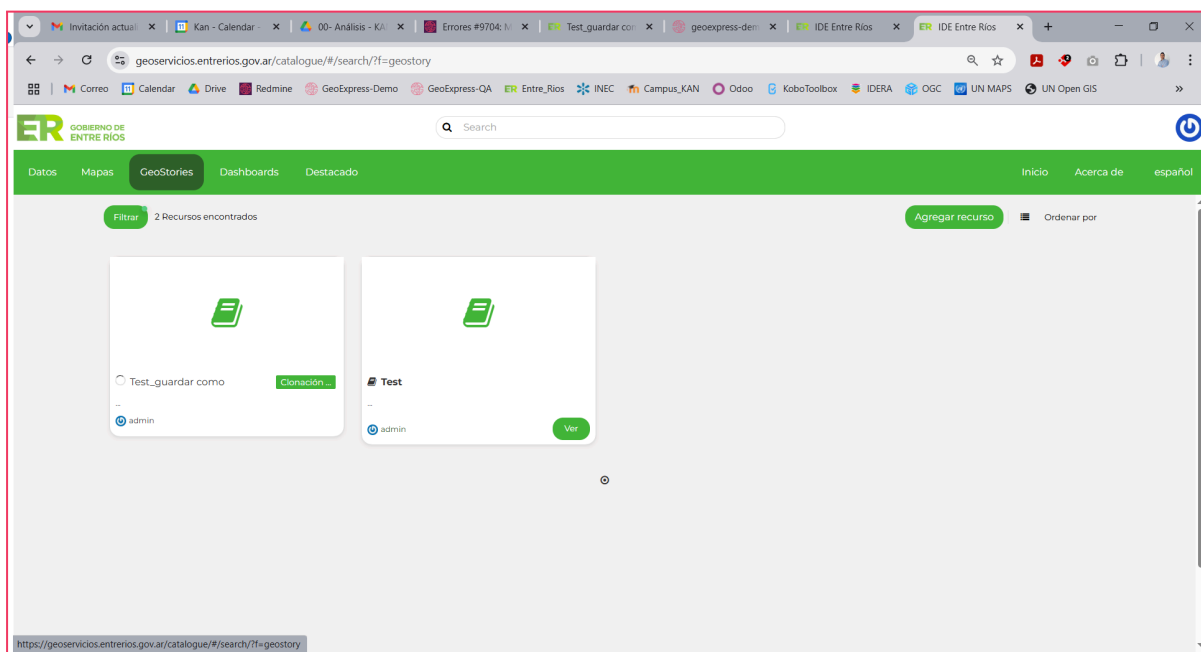 Invitación actual Kan - Calendar - 00- Análisis - KA Errores #9704: M Test_guardar con geoexpress-dem IDE Entre Ríos ER IDE Entre Ríos
geoservicios.entrerios.gov.ar/catalogue/#/search/?f=geostory
Correo Calendar Drive Redmine GeoExpress-Demo GeoExpress-QA ER Entre_Rios INEC Campus_KAN Odoo KoboToolbox IDERA OGC UN MAPS UN Open GIS »
ER GOBIERNO DE
ENTRE RÍOS
Search
Datos Mapas GeoStories Dashboards Destacado Inicio Acerca de español
Filtrar 2 Recursos encontrados Agregar recurso Ordenar por
Test_guardar como Clonación ... Test
... ...
admin admin Ver
https://geoservicios.entrerios.gov.ar/catalogue/#/search/?f=geostory